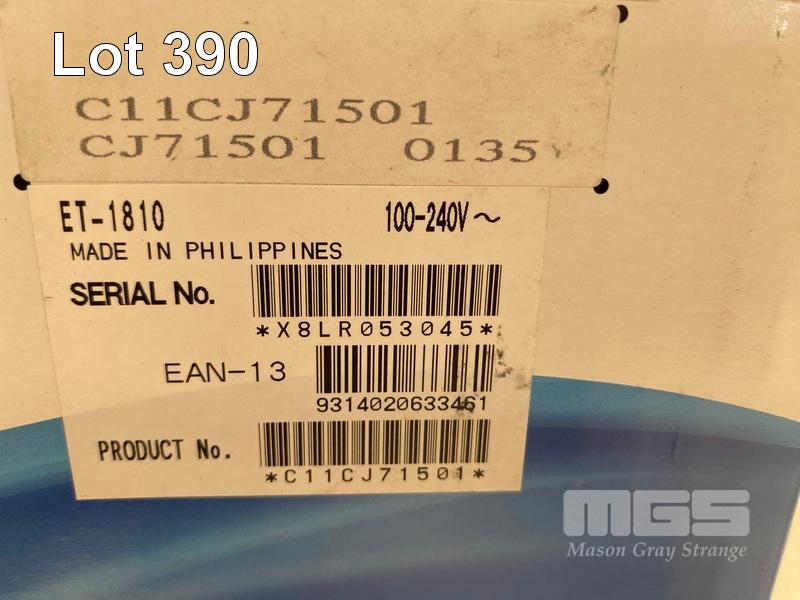 Lot 390
C11CJ71501
CJ71501 0135
ET-1810 100-240V ~
MADE IN PHILIPPINES
SERIAL No.
*X8LR053045*
EAN-13
9314020633461
PRODUCT No.
*C11CJ71501*
MGS
Mason Gray Strange